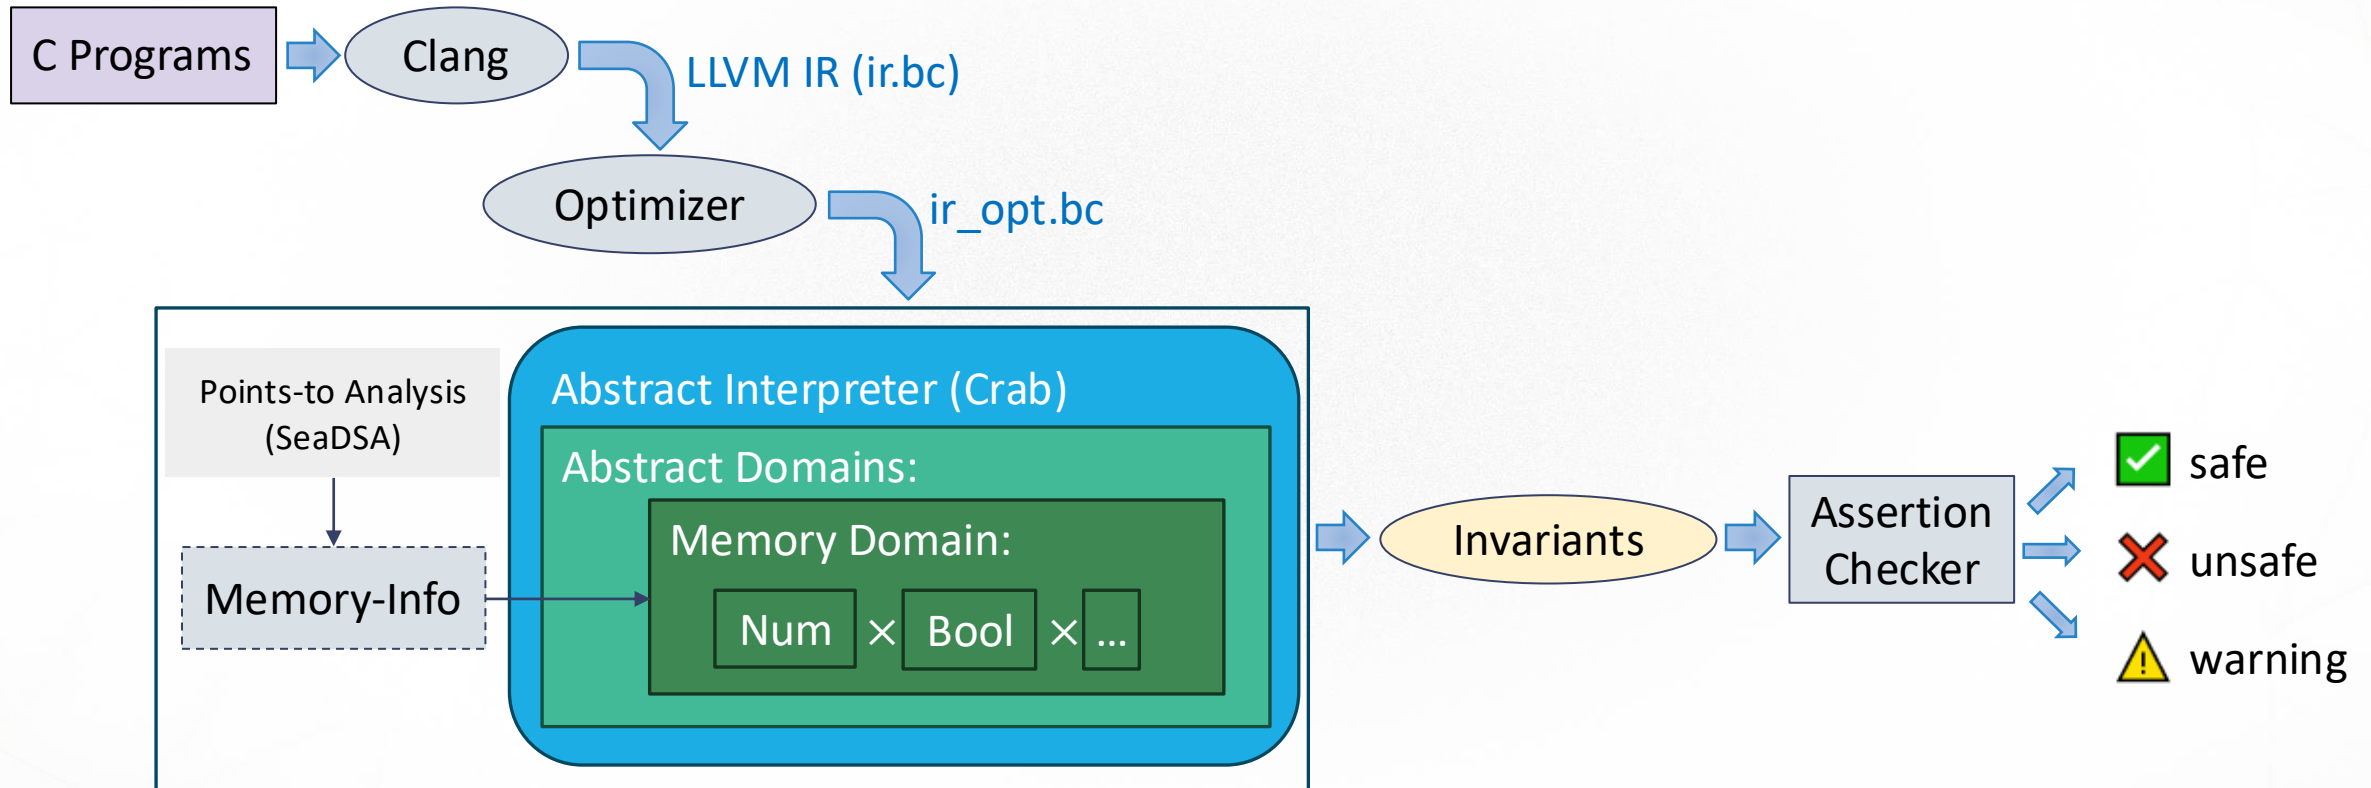 C Programs
Clang
LLVM IR (ir.bc)
Optimizer
ir_opt.bc
Points-to Analysis
(SeaDSA)
Memory-Info
Abstract Interpreter (Crab)
Abstract Domains:
Memory Domain:
Num × Bool × ...
Invariants
Assertion
Checker
safe
unsafe
warning